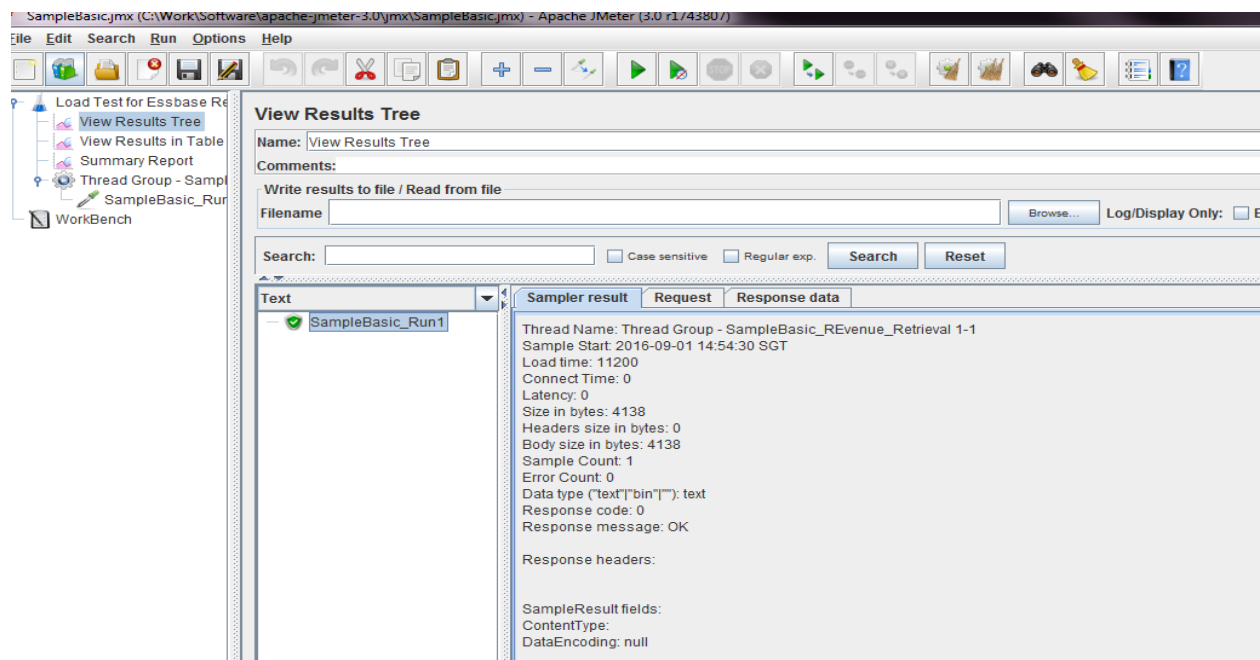 SampleBasic.jmx (C:\Work\Software\apache-jmeter-3.0\jmx\SampleBasic.jmx) - Apache JMeter (3.0 r1743807)
File Edit Search Run Options Help
STOP
Load Test for Essbase Re
View Results Tree
View Results in Table
Summary Report
Thread Group - Sampl
SampleBasic_Run
WorkBench
View Results Tree
Name: View Results Tree
Comments:
Write results to file / Read from file
Filename Browse... Log/Display Only: E
Search: Case sensitive Regular exp. Search Reset
Text
SampleBasic_Run1
Sampler result Request Response data
Thread Name: Thread Group - SampleBasic_REvenue_Retrieval 1-1
Sample Start: 2016-09-01 14:54:30 SGT
Load time: 11200
Connect Time: 0
Latency: 0
Size in bytes: 4138
Headers size in bytes: 0
Body size in bytes: 4138
Sample Count: 1
Error Count: 0
Data type ("text"|"bin"|""): text
Response code: 0
Response message: OK
Response headers:
SampleResult fields:
ContentType:
DataEncoding: null